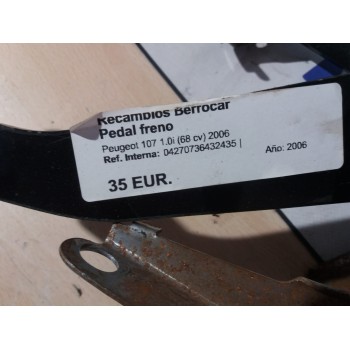 Recambios Berrocar
Pedal freno
Peugeot 107 1.0i (68 cv) 2006
Ref. Interna: 04270736432435 | Año: 2006
35 EUR.